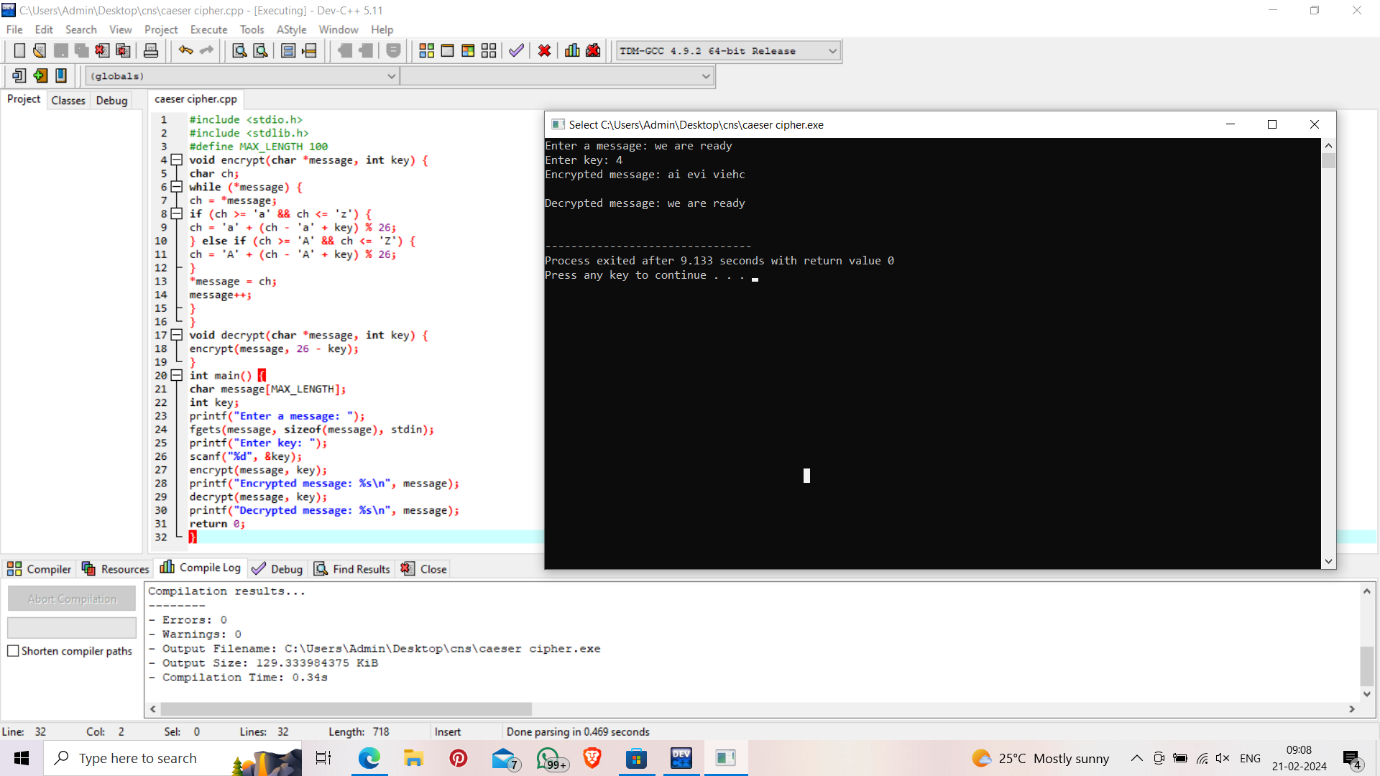 C:\Users\Admin\Desktop\cns\caeser cipher.cpp - [Executing] - Dev-C++ 5.11
File Edit Search View Project Execute Tools AStyle Window Help
TDM-GCC 4.9.2 64-bit Release
(globals)
Project Classes Debug
caeser cipher.cpp
1 #include <stdio.h>
2 #include <stdlib.h>
3 #define MAX_LENGTH 100
4 void encrypt(char *message, int key) {
5 char ch;
6 while (*message) {
7 ch = *message;
8 if (ch >= 'a' && ch <= 'z') {
9 ch = 'a' + (ch - 'a' + key) % 26;
10 } else if (ch >= 'A' && ch <= 'Z') {
11 ch = 'A' + (ch - 'A' + key) % 26;
12 }
13 *message = ch;
14 message++;
15 }
16 }
17 void decrypt(char *message, int key) {
18 encrypt(message, 26 - key);
19 }
20 int main() {
21 char message[MAX_LENGTH];
22 int key;
23 printf("Enter a message: ");
24 fgets(message, sizeof(message), stdin);
25 printf("Enter key: ");
26 scanf("%d", &key);
27 encrypt(message, key);
28 printf("Encrypted message: %s\n", message);
29 decrypt(message, key);
30 printf("Decrypted message: %s\n", message);
31 return 0;
32 }
Select C:\Users\Admin\Desktop\cns\caeser cipher.exe
Enter a message: we are ready
Enter key: 4
Encrypted message: ai evi viehc
Decrypted message: we are ready
--------------------------------
Process exited after 9.133 seconds with return value 0
Press any key to continue . . .
Compiler Resources Compile Log Debug Find Results Close
Abort Compilation
Shorten compiler paths
Compilation results...
--------
- Errors: 0
- Warnings: 0
- Output Filename: C:\Users\Admin\Desktop\cns\caeser cipher.exe
- Output Size: 129.333984375 KiB
- Compilation Time: 0.34s
Line: 32 Col: 2 Sel: 0 Lines: 32 Length: 718 Insert Done parsing in 0.469 seconds
Type here to search
7
99+
DEV
25°C Mostly sunny
ENG
09:08
21-02-2024
4